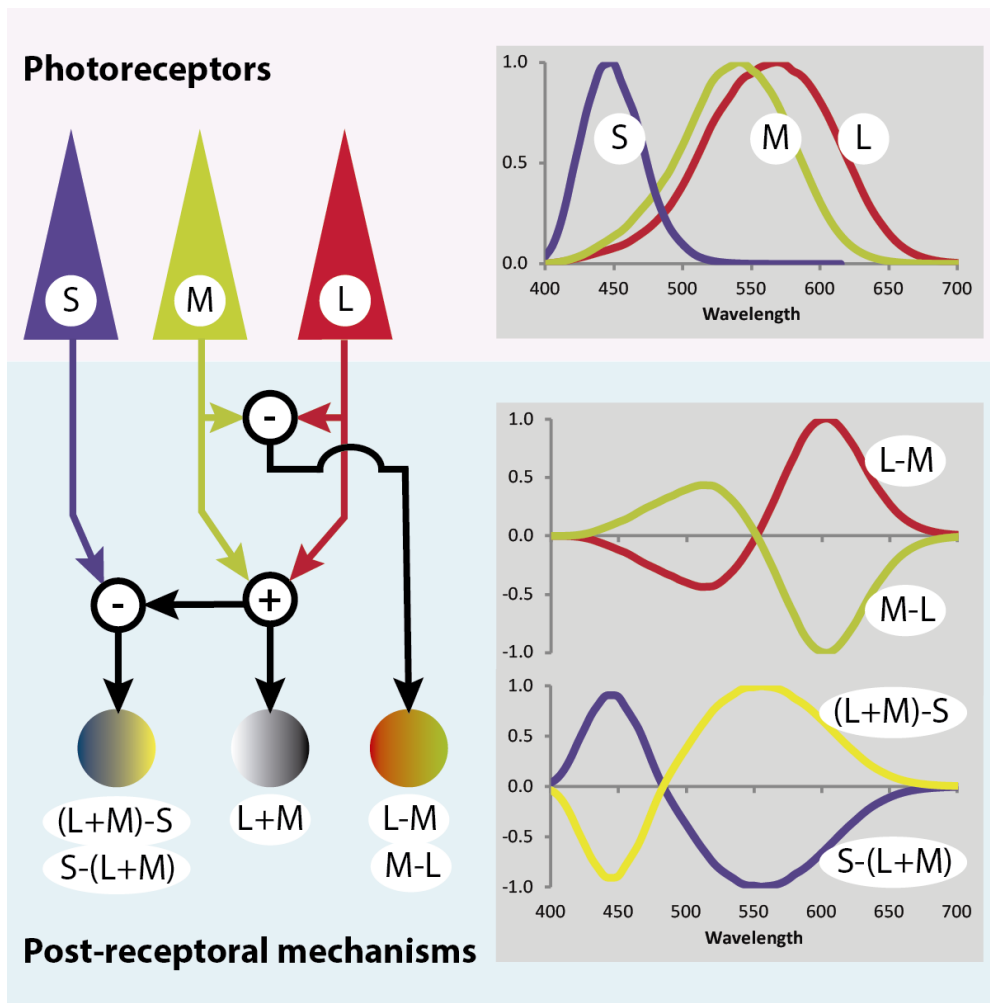 Photoreceptors
S
M
L
-
+
-
(L+M)-S
S-(L+M)
L+M
L-M
M-L
Post-receptoral mechanisms
1.0
0.5
0.0
S
M
L
400 450 500 550 600 650 700
Wavelength
1.0
0.5
0.0
-0.5
-1.0
L-M
M-L
1.0
0.5
0.0
-0.5
-1.0
(L+M)-S
S-(L+M)
400 450 500 550 600 650 700
Wavelength